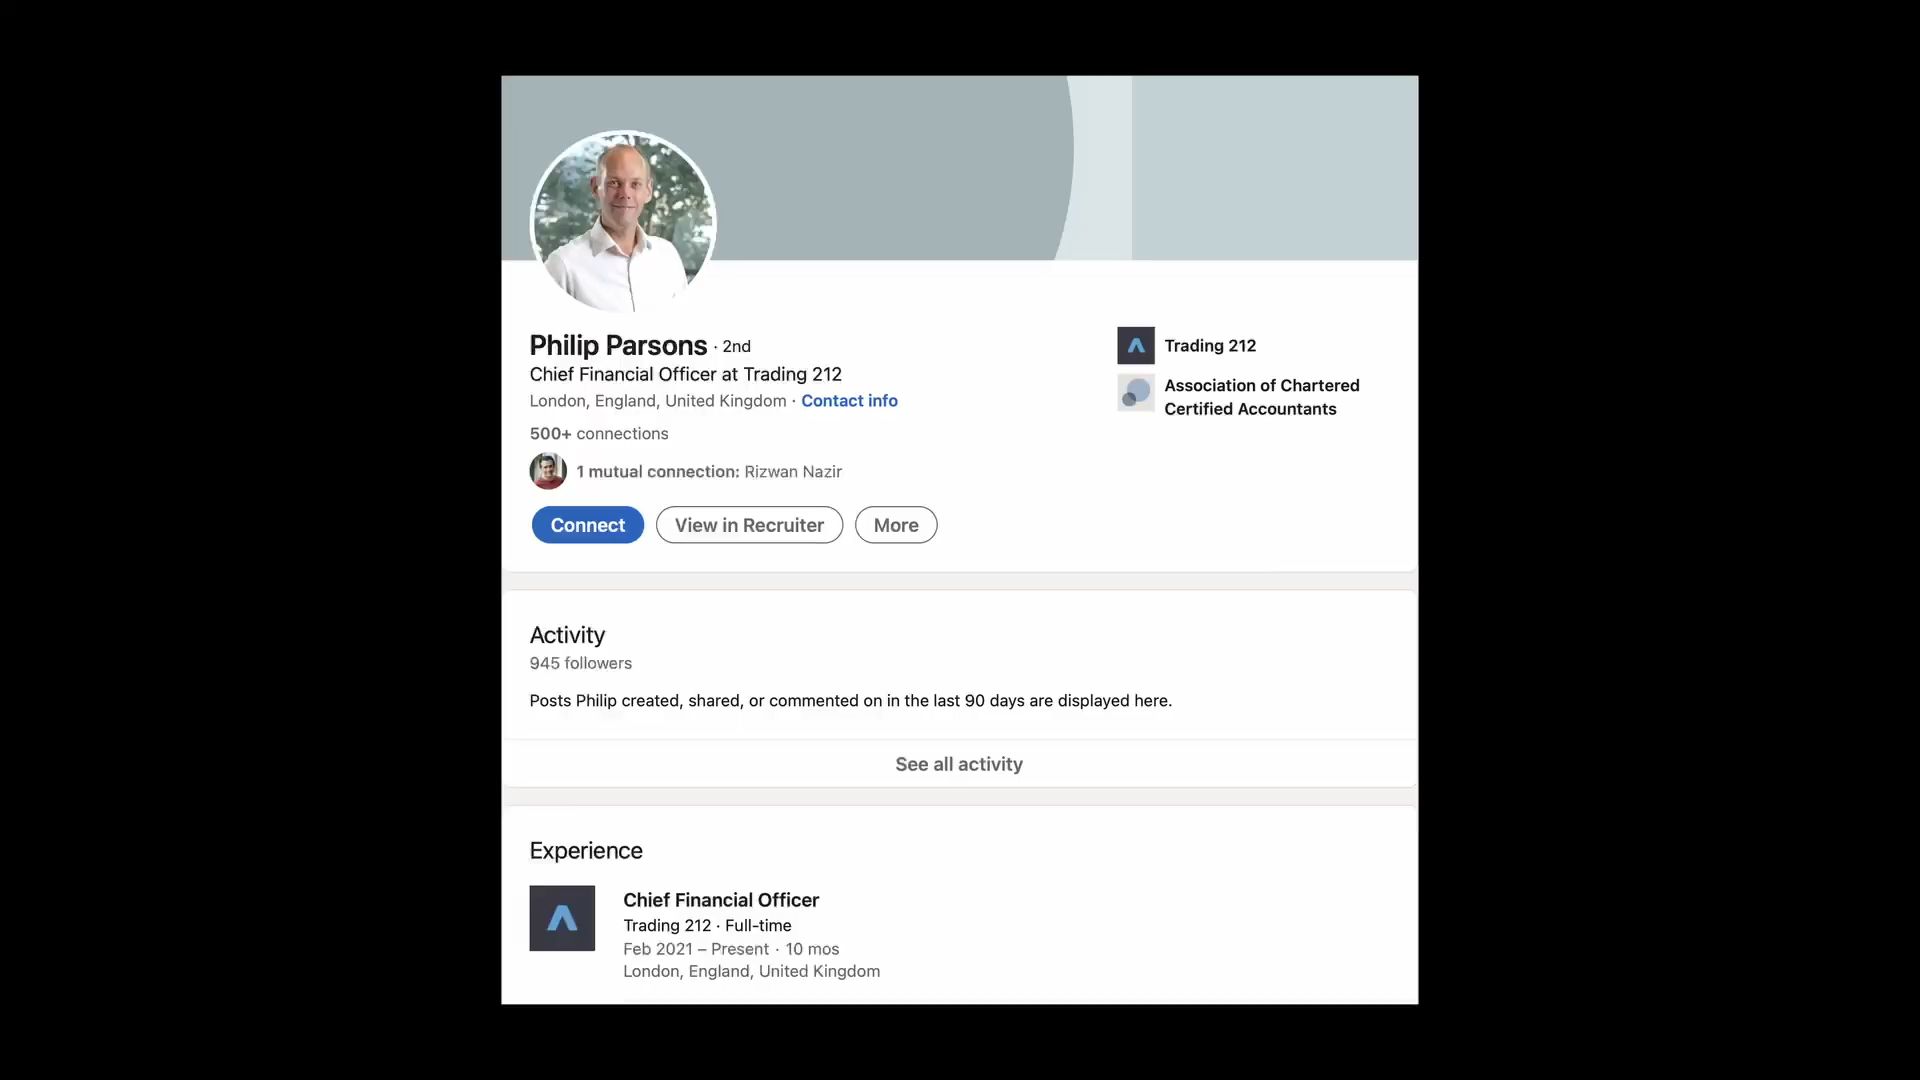 Philip Parsons · 2nd
Chief Financial Officer at Trading 212
London, England, United Kingdom · Contact info
500+ connections
1 mutual connection: Rizwan Nazir
Connect
View in Recruiter
More
Trading 212
Association of Chartered
Certified Accountants
Activity
945 followers
Posts Philip created, shared, or commented on in the last 90 days are displayed here.
See all activity
Experience
Chief Financial Officer
Trading 212 · Full-time
Feb 2021 – Present · 10 mos
London, England, United Kingdom